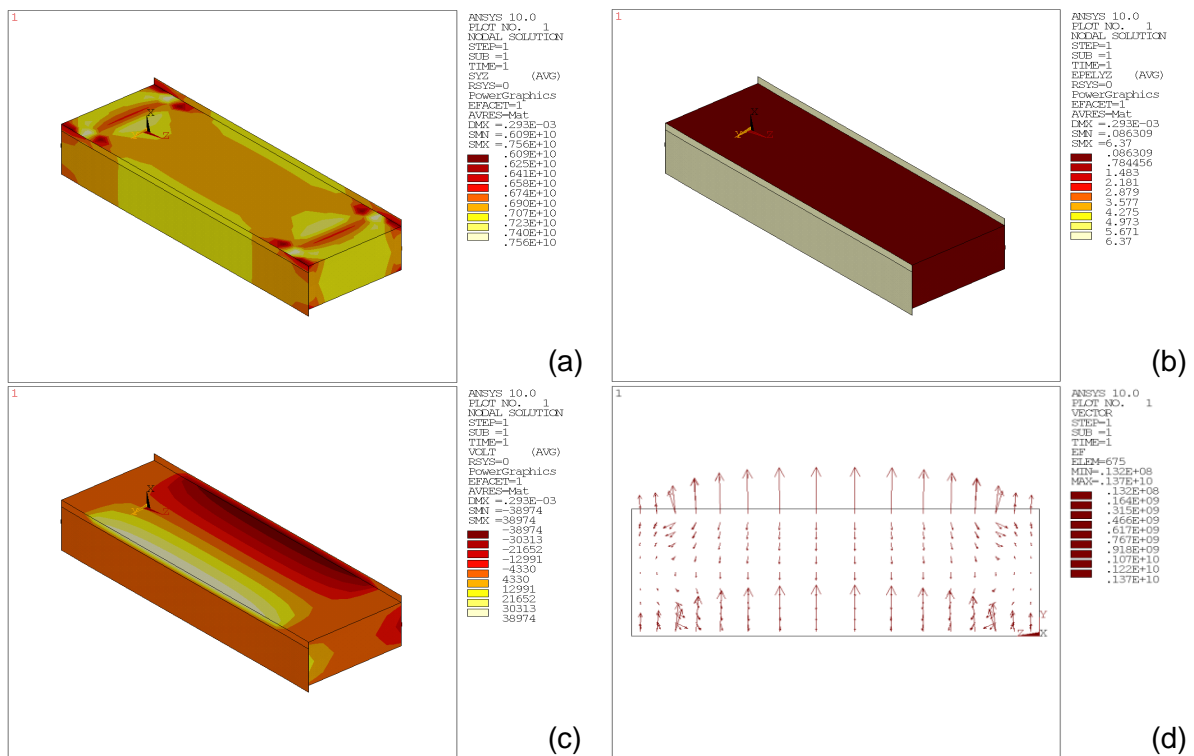 1
ANSYS 10.0
PLOT NO. 1
NODAL SOLUTION
STEP=1
SUB =1
TIME=1
SYZ (AVG)
RSYS=0
PowerGraphics
EFACET=1
AVRES=Mat
DMX =.293E-03
SMN =.609E+10
SMX =.756E+10
.609E+10
.625E+10
.641E+10
.658E+10
.674E+10
.690E+10
.707E+10
.723E+10
.740E+10
.756E+10
X
Z
(a)
1
ANSYS 10.0
PLOT NO. 1
NODAL SOLUTION
STEP=1
SUB =1
TIME=1
EPELYZ (AVG)
RSYS=0
PowerGraphics
EFACET=1
AVRES=Mat
DMX =.293E-03
SMN =.086309
SMX =6.37
.086309
.784456
1.483
2.181
2.879
3.577
4.275
4.973
5.671
6.37
X
Y
Z
(b)
1
ANSYS 10.0
PLOT NO. 1
NODAL SOLUTION
STEP=1
SUB =1
TIME=1
VOLT (AVG)
RSYS=0
PowerGraphics
EFACET=1
AVRES=Mat
DMX =.293E-03
SMN =-38974
SMX =38974
-38974
-30313
-21652
-12991
-4330
4330
12991
21652
30313
38974
X
Y
Z
(c)
1
ANSYS 10.0
PLOT NO. 1
VECTOR
STEP=1
SUB =1
TIME=1
EF
ELEM=675
MIN=.132E+08
MAX=.137E+10
.132E+08
.164E+09
.315E+09
.466E+09
.617E+09
.767E+09
.918E+09
.107E+10
.122E+10
.137E+10
Y
Z X
(d)